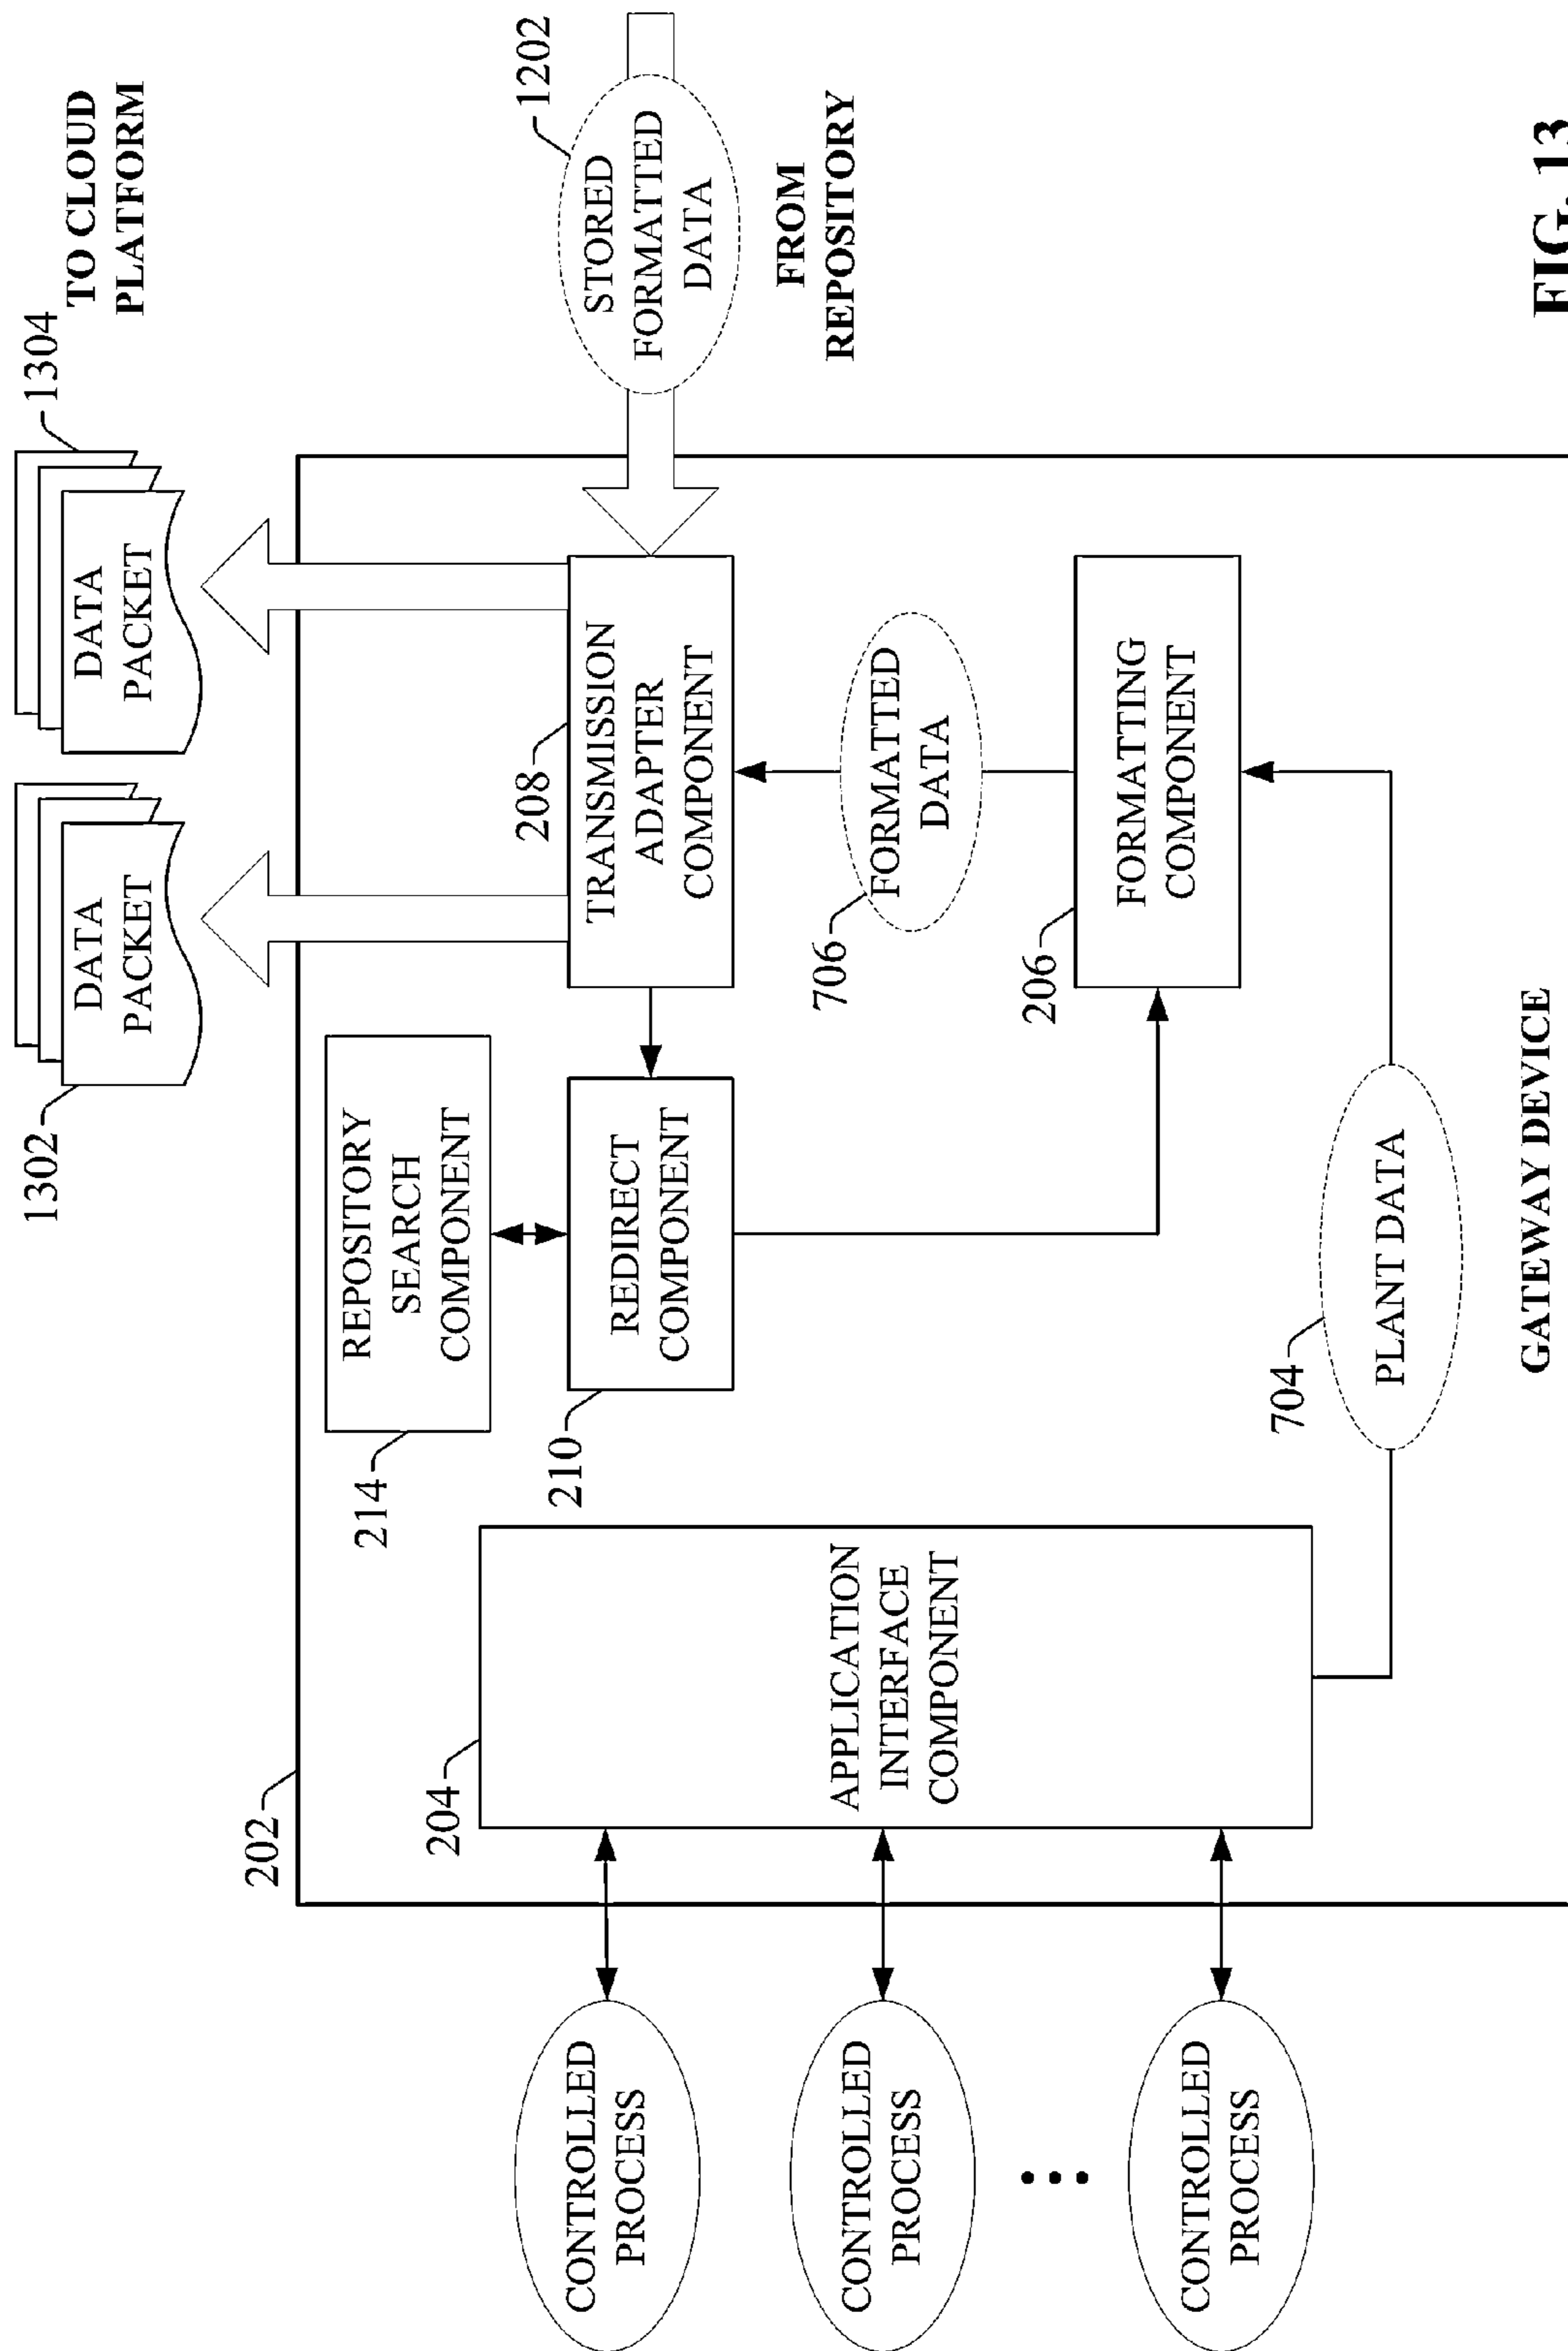 TO CLOUD
PLATFORM
1302
1304
DATA
PACKET
DATA
PACKET
202
214
REPOSITORY
SEARCH
COMPONENT
208
1202
204
210
REDIRECT
COMPONENT
TRANSMISSION
ADAPTER
COMPONENT
STORED
FORMATTED
DATA
FROM
REPOSITORY
CONTROLLED
PROCESS
CONTROLLED
PROCESS
CONTROLLED
PROCESS
APPLICATION
INTERFACE
COMPONENT
706
FORMATTED
DATA
206
FORMATTING
COMPONENT
704
PLANT DATA
GATEWAY DEVICE
FIG. 13